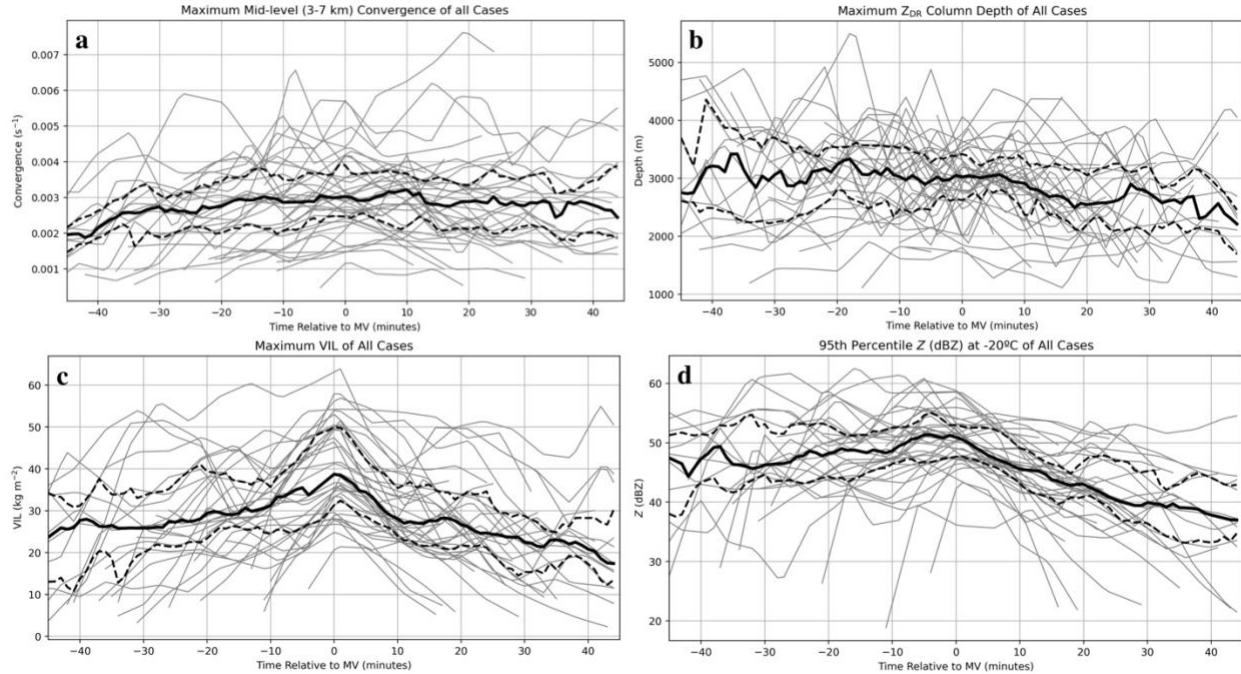 Maximum Mid-level (3-7 km) Convergence of all Cases
a
0.007
0.006
0.005
0.004
0.003
0.002
0.001
Convergence (s⁻¹)
−40 −30 −20 −10 0 10 20 30 40
Time Relative to MV (minutes)
Maximum Z_DR Column Depth of All Cases
b
5000
4000
3000
2000
1000
Depth (m)
−40 −30 −20 −10 0 10 20 30 40
Time Relative to MV (minutes)
Maximum VIL of All Cases
c
60
50
40
30
20
10
0
VIL (kg m⁻²)
−40 −30 −20 −10 0 10 20 30 40
Time Relative to MV (minutes)
95th Percentile Z (dBZ) at -20ºC of All Cases
d
60
50
40
30
20
Z (dBZ)
−40 −30 −20 −10 0 10 20 30 40
Time Relative to MV (minutes)